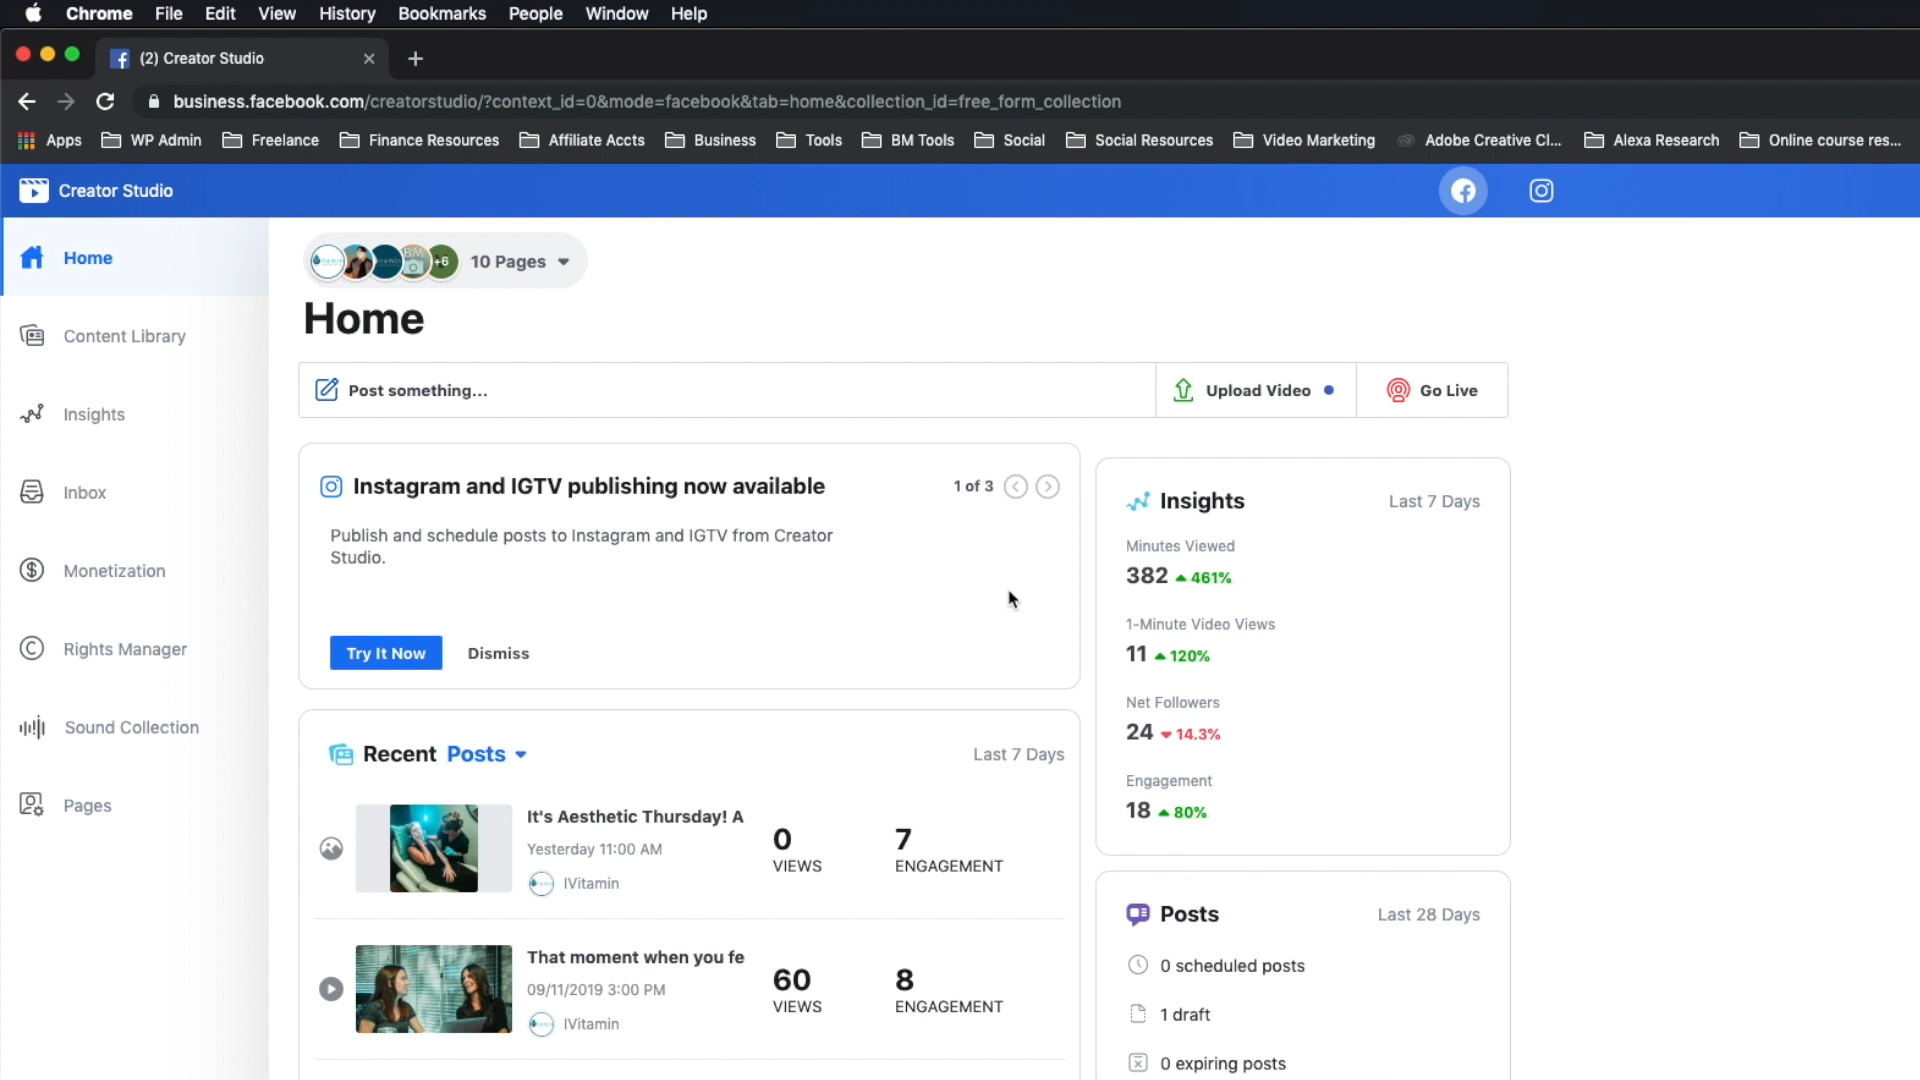 Chrome File Edit View History Bookmarks People Window Help
(2) Creator Studio
business.facebook.com/creatorstudio/?context_id=0&mode=facebook&tab=home&collection_id=free_form_collection
Apps WP Admin Freelance Finance Resources Affiliate Accts Business Tools BM Tools Social Social Resources Video Marketing Adobe Creative Cl... Alexa Research Online course res...
Creator Studio
Home
Content Library
Insights
Inbox
Monetization
Rights Manager
Sound Collection
Pages
+6 10 Pages
Home
Post something...
Upload Video
Go Live
Instagram and IGTV publishing now available
1 of 3
Publish and schedule posts to Instagram and IGTV from Creator
Studio.
Try It Now Dismiss
Recent Posts
Last 7 Days
It's Aesthetic Thursday! A
Yesterday 11:00 AM
IVitamin
0
VIEWS
7
ENGAGEMENT
That moment when you fe
09/11/2019 3:00 PM
IVitamin
60
VIEWS
8
ENGAGEMENT
Insights
Last 7 Days
Minutes Viewed
382 461%
1-Minute Video Views
11 120%
Net Followers
24 14.3%
Engagement
18 80%
Posts
Last 28 Days
0 scheduled posts
1 draft
0 expiring posts